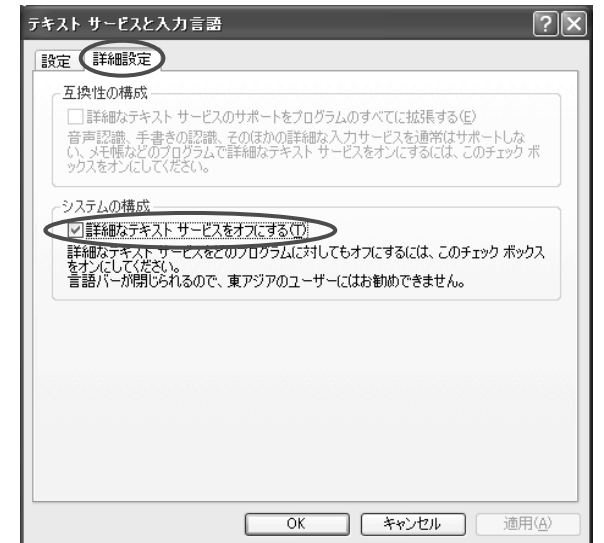 テキスト サービスと入力言語
設定 詳細設定
互換性の構成
詳細なテキスト サービスのサポートをプログラムのすべてに拡張する(E)
音声認識、手書きの認識、そのほかの詳細な入力サービスを通常はサポートしな
い、メモ帳などのプログラムで詳細なテキスト サービスをオンにするには、このチェック ボ
ックスをオンにしてください。
システムの構成
詳細なテキスト サービスをオフにする(T)
詳細なテキスト サービスをどのプログラムに対してもオフにするには、このチェック ボックス
をオンにしてください。
言語バーが閉じられるので、東アジアのユーザーにはお勧めできません。
OK キャンセル 適用(A)